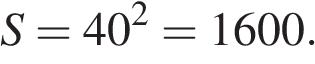 S = 40² = 1600.